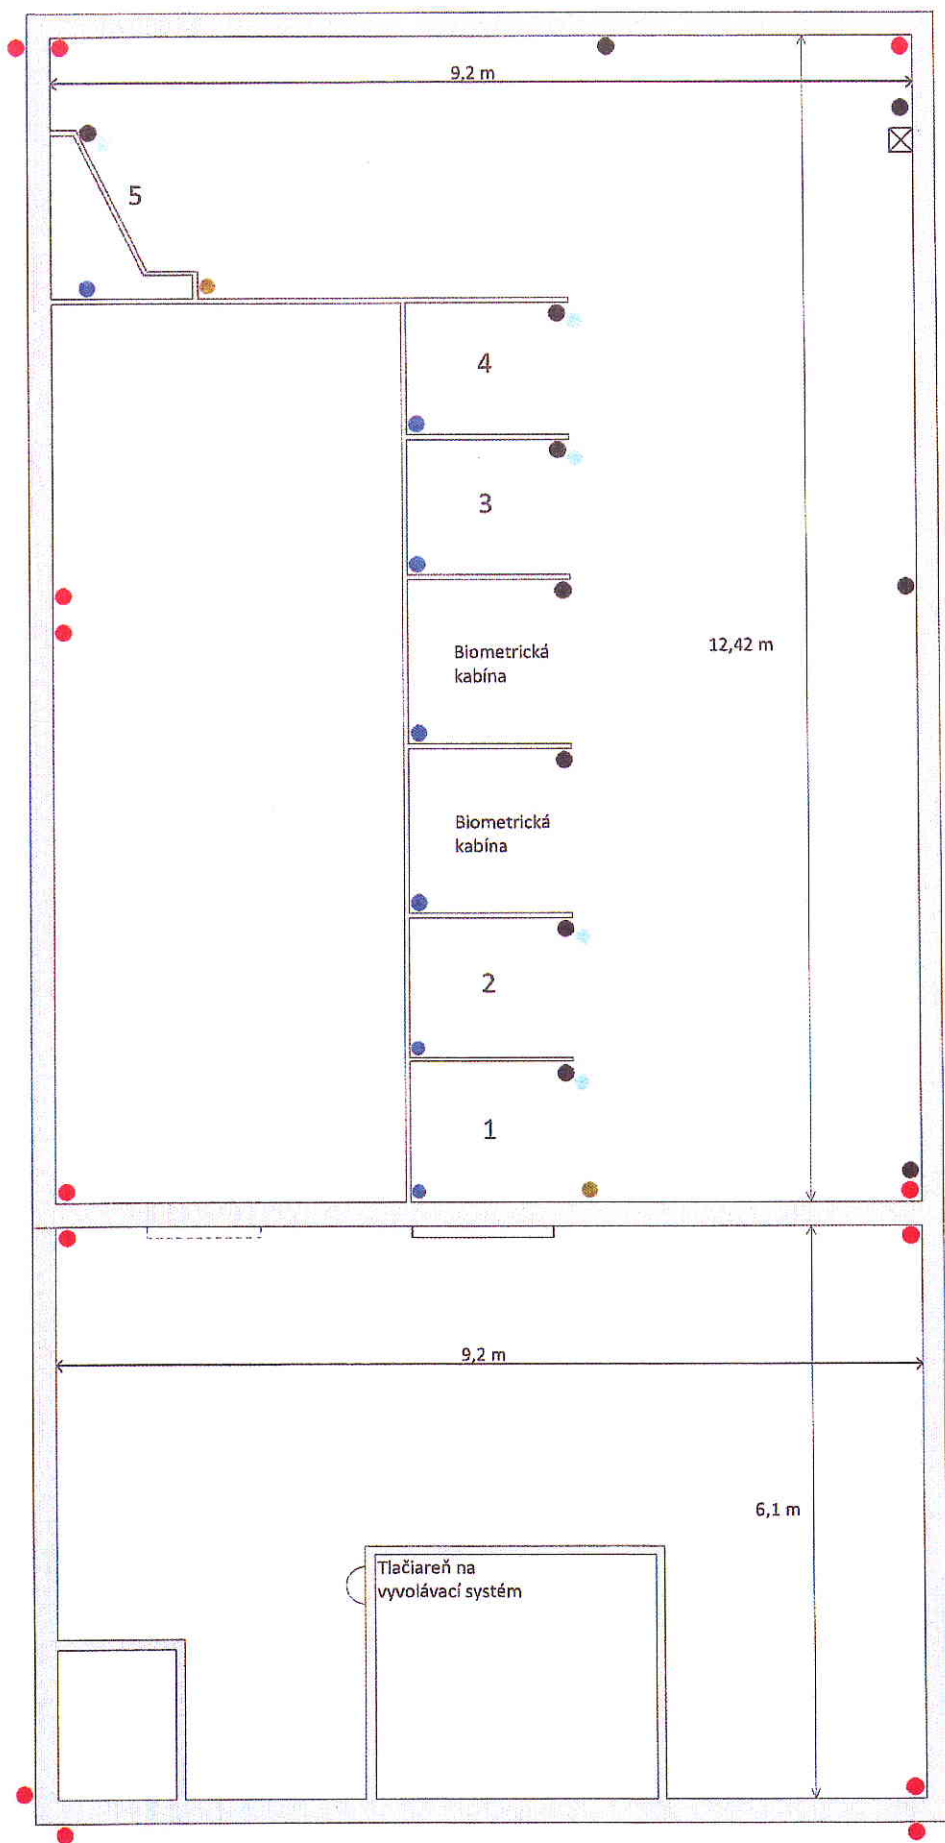 9,2 m
5
4
3
Biometrická
kabína
12,42 m
Biometrická
kabína
2
1
9,2 m
6,1 m
Tlačiareň na
vyvolávací systém